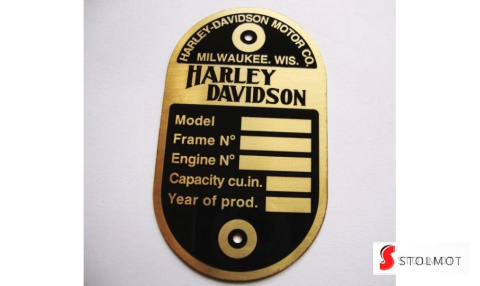 HARLEY-DAVIDSON MOTOR CO.
MILWAUKEE. WIS.
HARLEY
DAVIDSON
Model
Frame N°
Engine N°
Capacity cu.in.
Year of prod.
STOLMOT